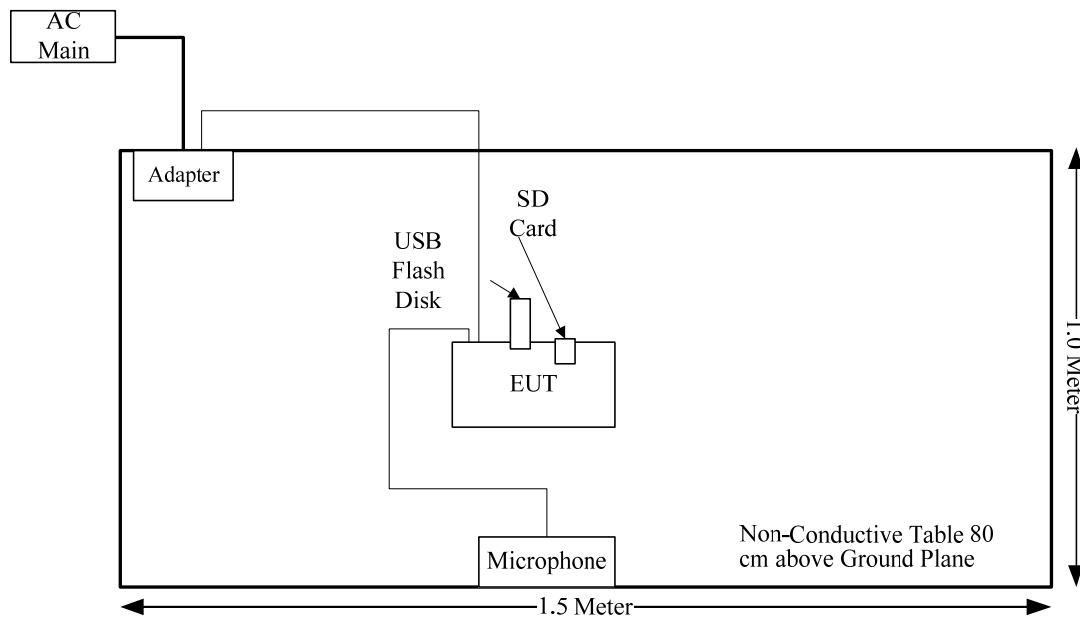 AC
Main
Adapter
SD
Card
USB
Flash
Disk
EUT
1.0 Meter
Non-Conductive Table 80
cm above Ground Plane
Microphone
1.5 Meter